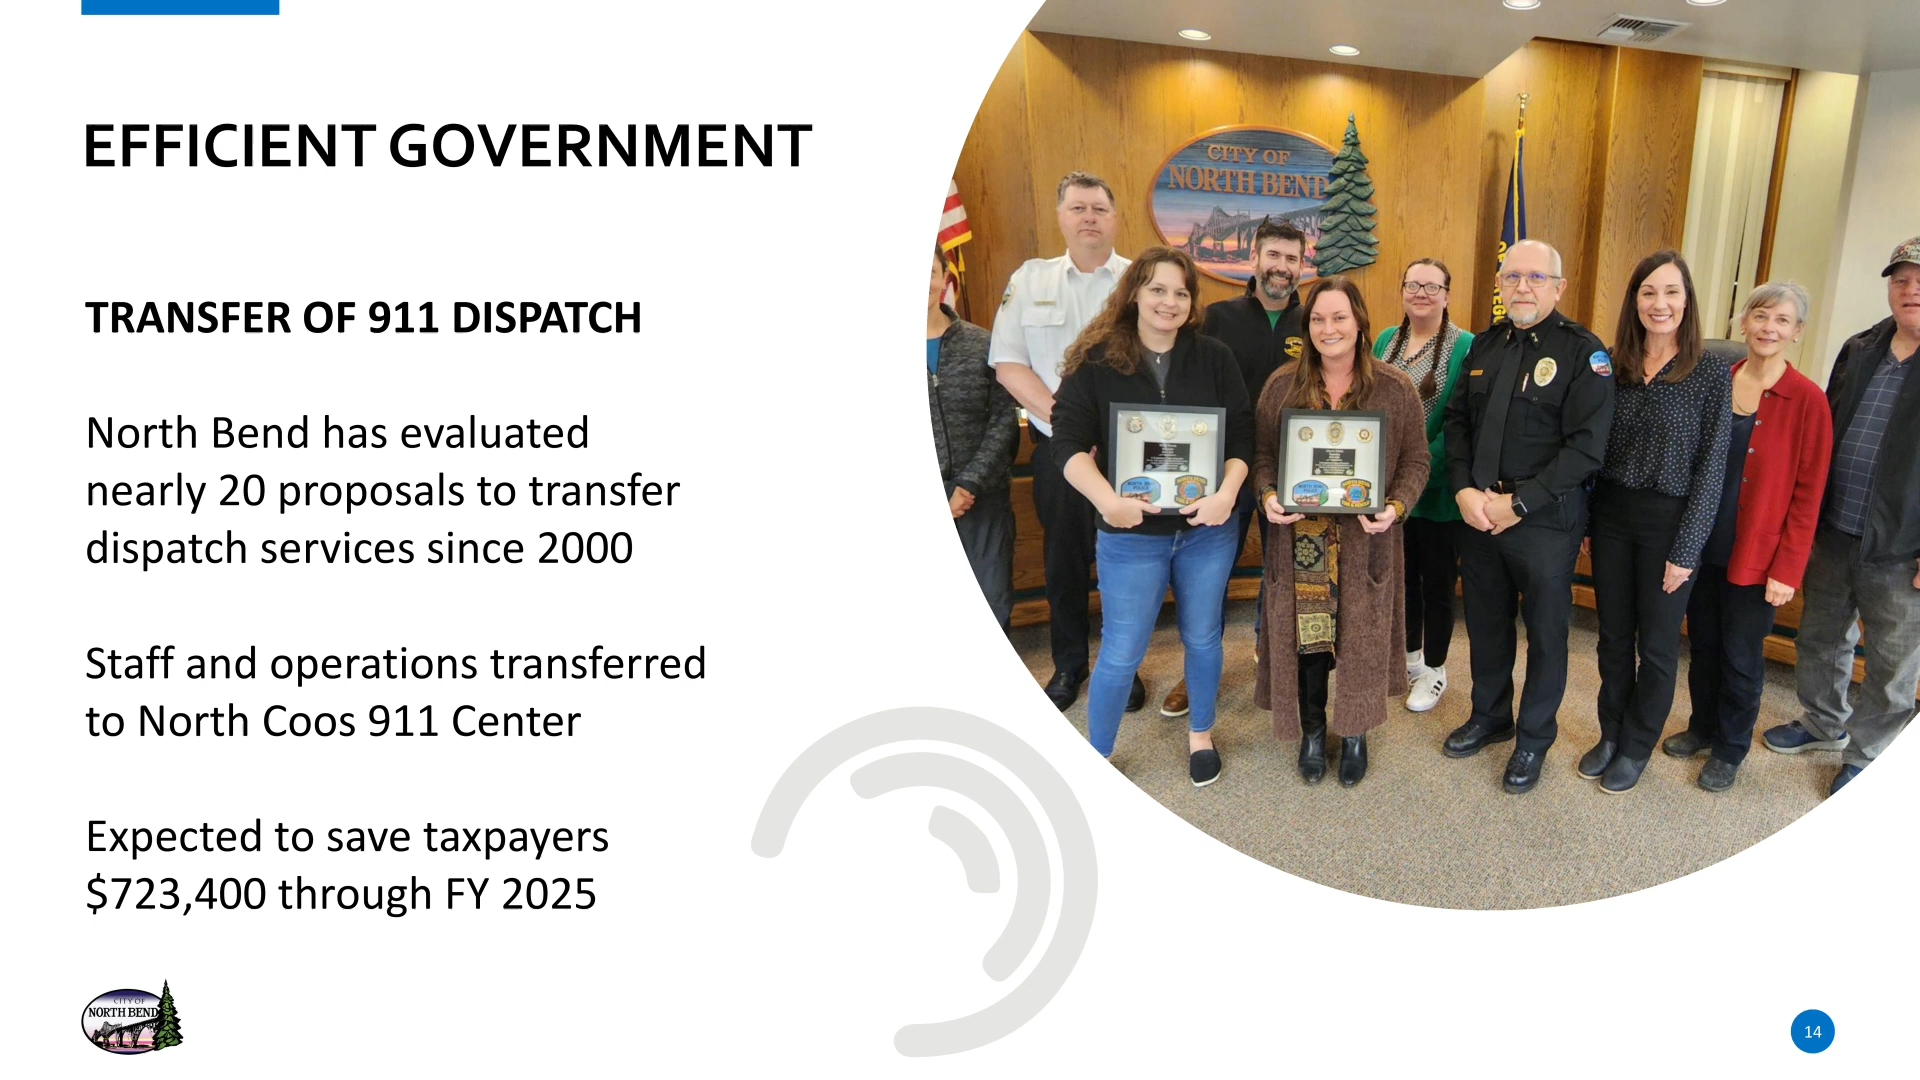 EFFICIENT GOVERNMENT
TRANSFER OF 911 DISPATCH
North Bend has evaluated
nearly 20 proposals to transfer
dispatch services since 2000
Staff and operations transferred
to North Coos 911 Center
Expected to save taxpayers
$723,400 through FY 2025
CITY OF
NORTH BEND
CITY OF
NORTH BEND
14